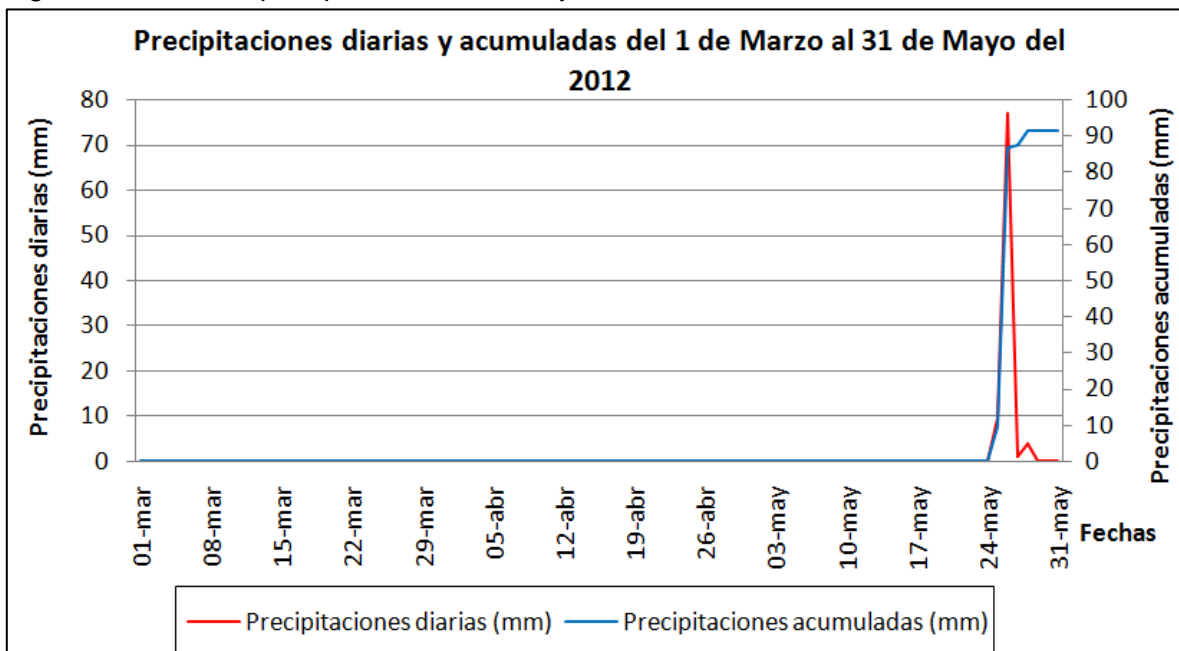 Precipitaciones diarias y acumuladas del 1 de Marzo al 31 de Mayo del
2012
Precipitaciones diarias (mm)
80
70
60
50
40
30
20
10
0
100
90
80
70
60
50
40
30
20
10
0
Precipitaciones acumuladas (mm)
01-mar
08-mar
15-mar
22-mar
29-mar
05-abr
12-abr
19-abr
26-abr
03-may
10-may
17-may
24-may
31-may
Fechas
Precipitaciones diarias (mm)
Precipitaciones acumuladas (mm)